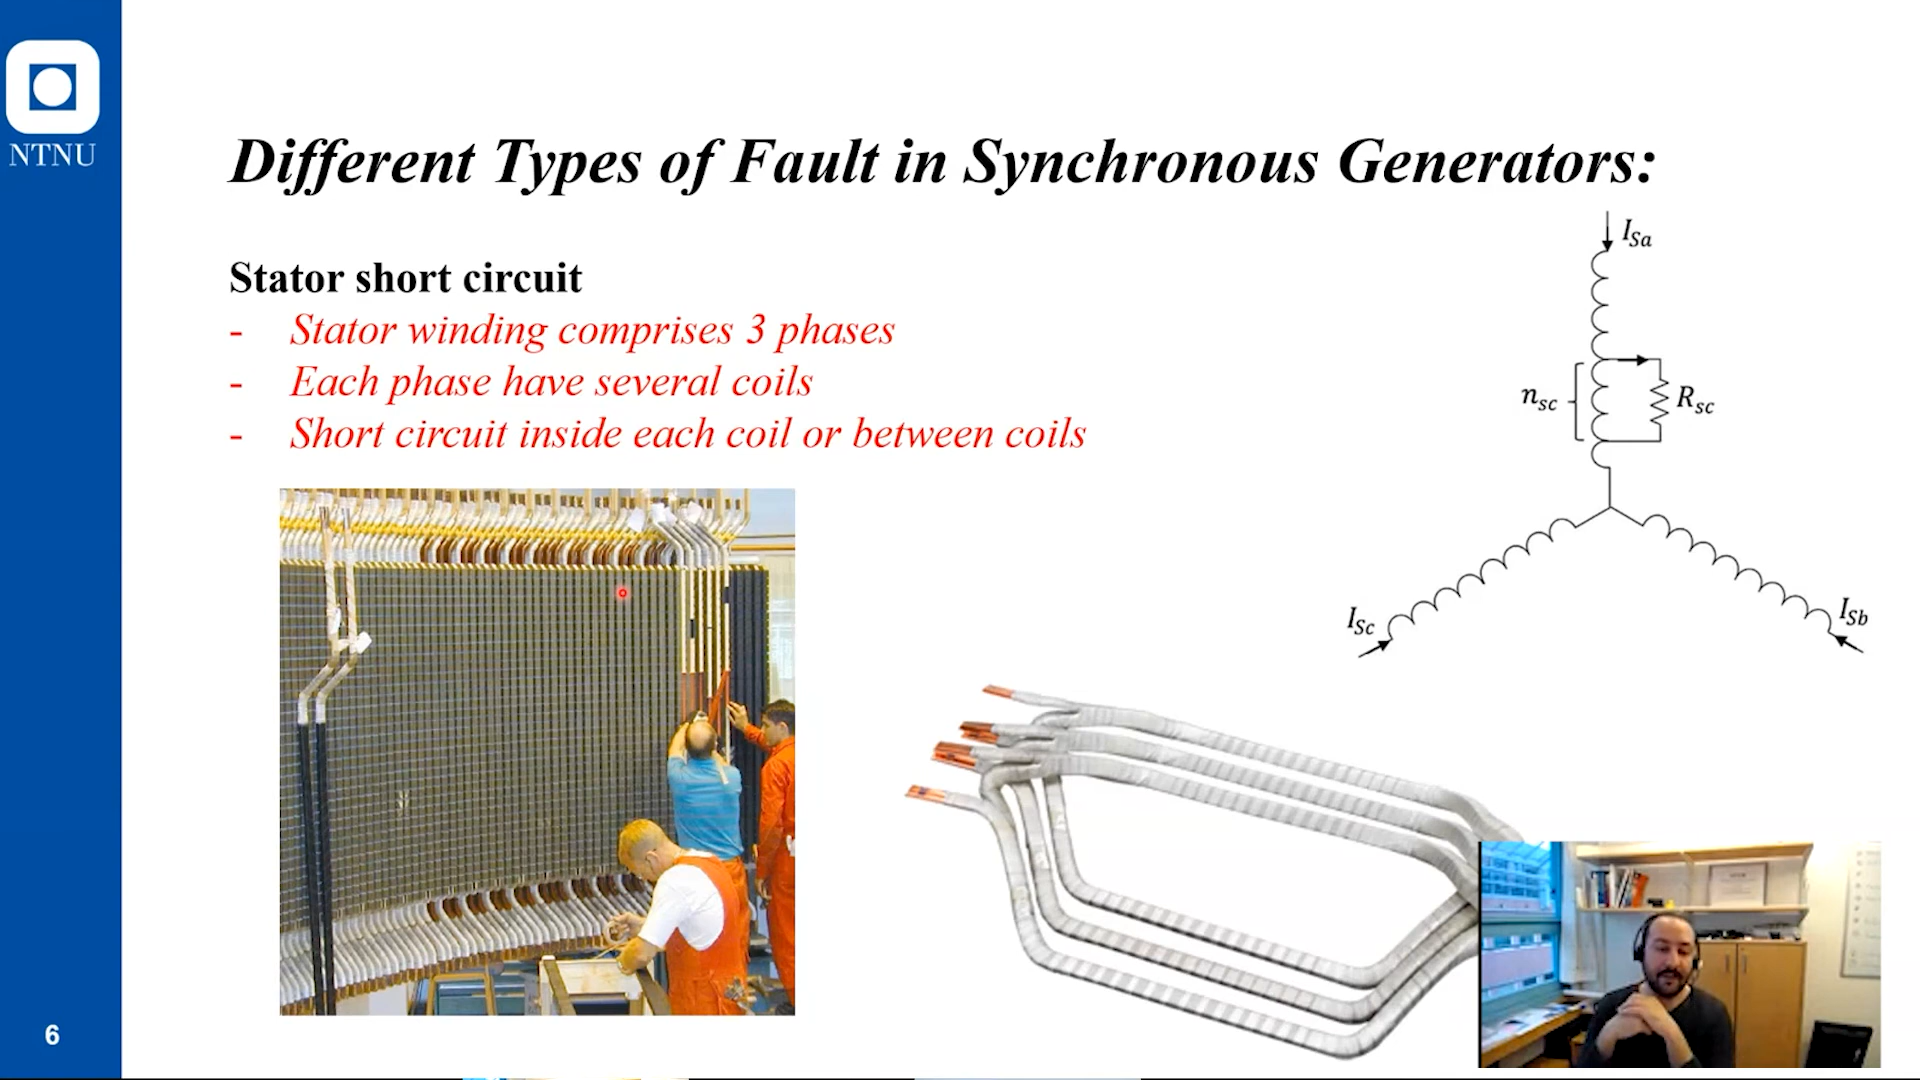 NTNU
Different Types of Fault in Synchronous Generators:
Stator short circuit
- Stator winding comprises 3 phases
- Each phase have several coils
- Short circuit inside each coil or between coils
I_Sa
n_sc
R_sc
I_Sc
I_Sb
6